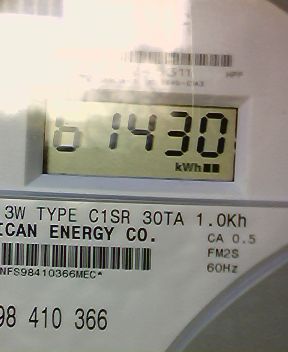 61430
kWh
3W TYPE C1SR 30TA 1.0Kh
ICAN ENERGY CO.
CA 0.5
FM2S
NFS98410366MEC*
60Hz
98 410 366